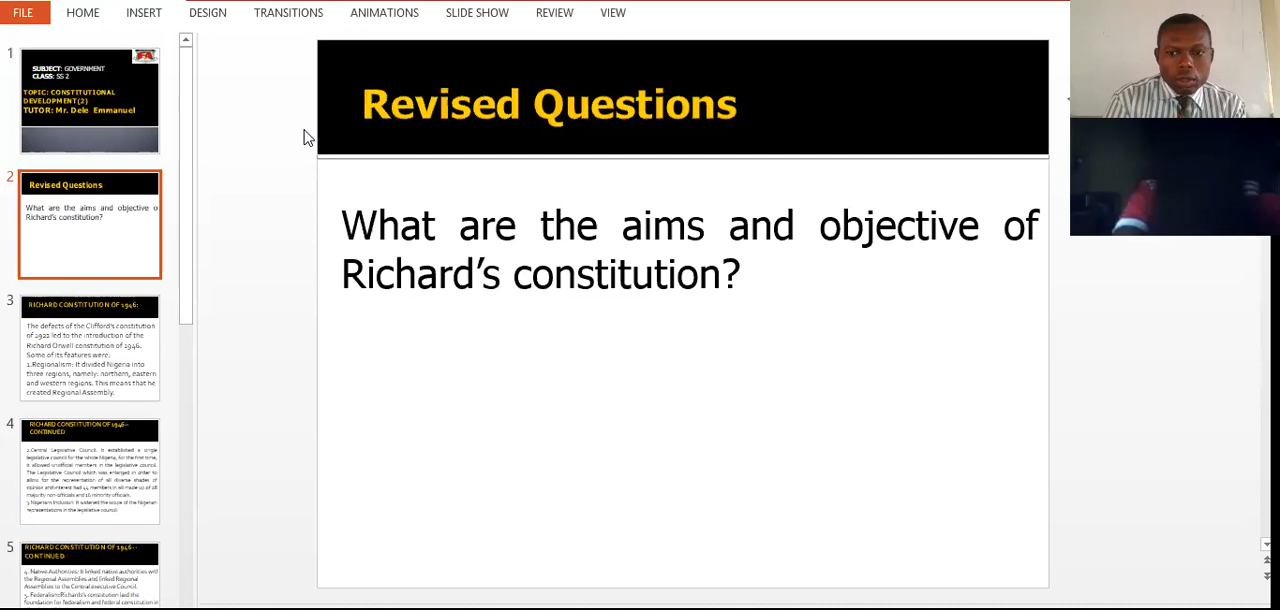 FILE HOME INSERT DESIGN TRANSITIONS ANIMATIONS SLIDE SHOW REVIEW VIEW
1
SUBJECT: GOVERNMENT
CLASS: SS 2
TOPIC: CONSTITUTIONAL
DEVELOPMENT(2)
TUTOR: Mr. Dele Emmanuel
2
Revised Questions
What are the aims and objective o
Richard's constitution?
3
RICHARD CONSTITUTION OF 1946:
The defects of the Clifford's constitution
of 1922 led to the introduction of the
Richard Orwell constitution of 1946.
Some of its features were:
1.Regionalism: It divided Nigeria into
three regions, namely: northern, eastern
and western regions. This means that he
created Regional Assembly.
4
RICHARD CONSTITUTION OF 1946--
CONTINUED
2.Central Legislative Council. It established a single
legislative council for the whole Nigeria, for the first time,
it allowed unofficial members in the legislative council.
The Legislative Council which was enlarged in order to
allow for the representation of all diverse shades of
opinion and interest had 44 members in all made up of 28
majority non-officials and 16 minority officials.
3.Nigerians Inclusion: It widened the scope of the Nigerian
representations in the legislative council.
5
RICHARD CONSTITUTION OF 1946--
CONTINUED
4. Native Authorities: It linked native authorities with
the Regional Assemblies and linked Regional
Assemblies to the Central executive Council.
5. Federalism:Richard's constitution laid the
foundation for federalism and federal constitution in
Revised Questions
What are the aims and objective of
Richard's constitution?